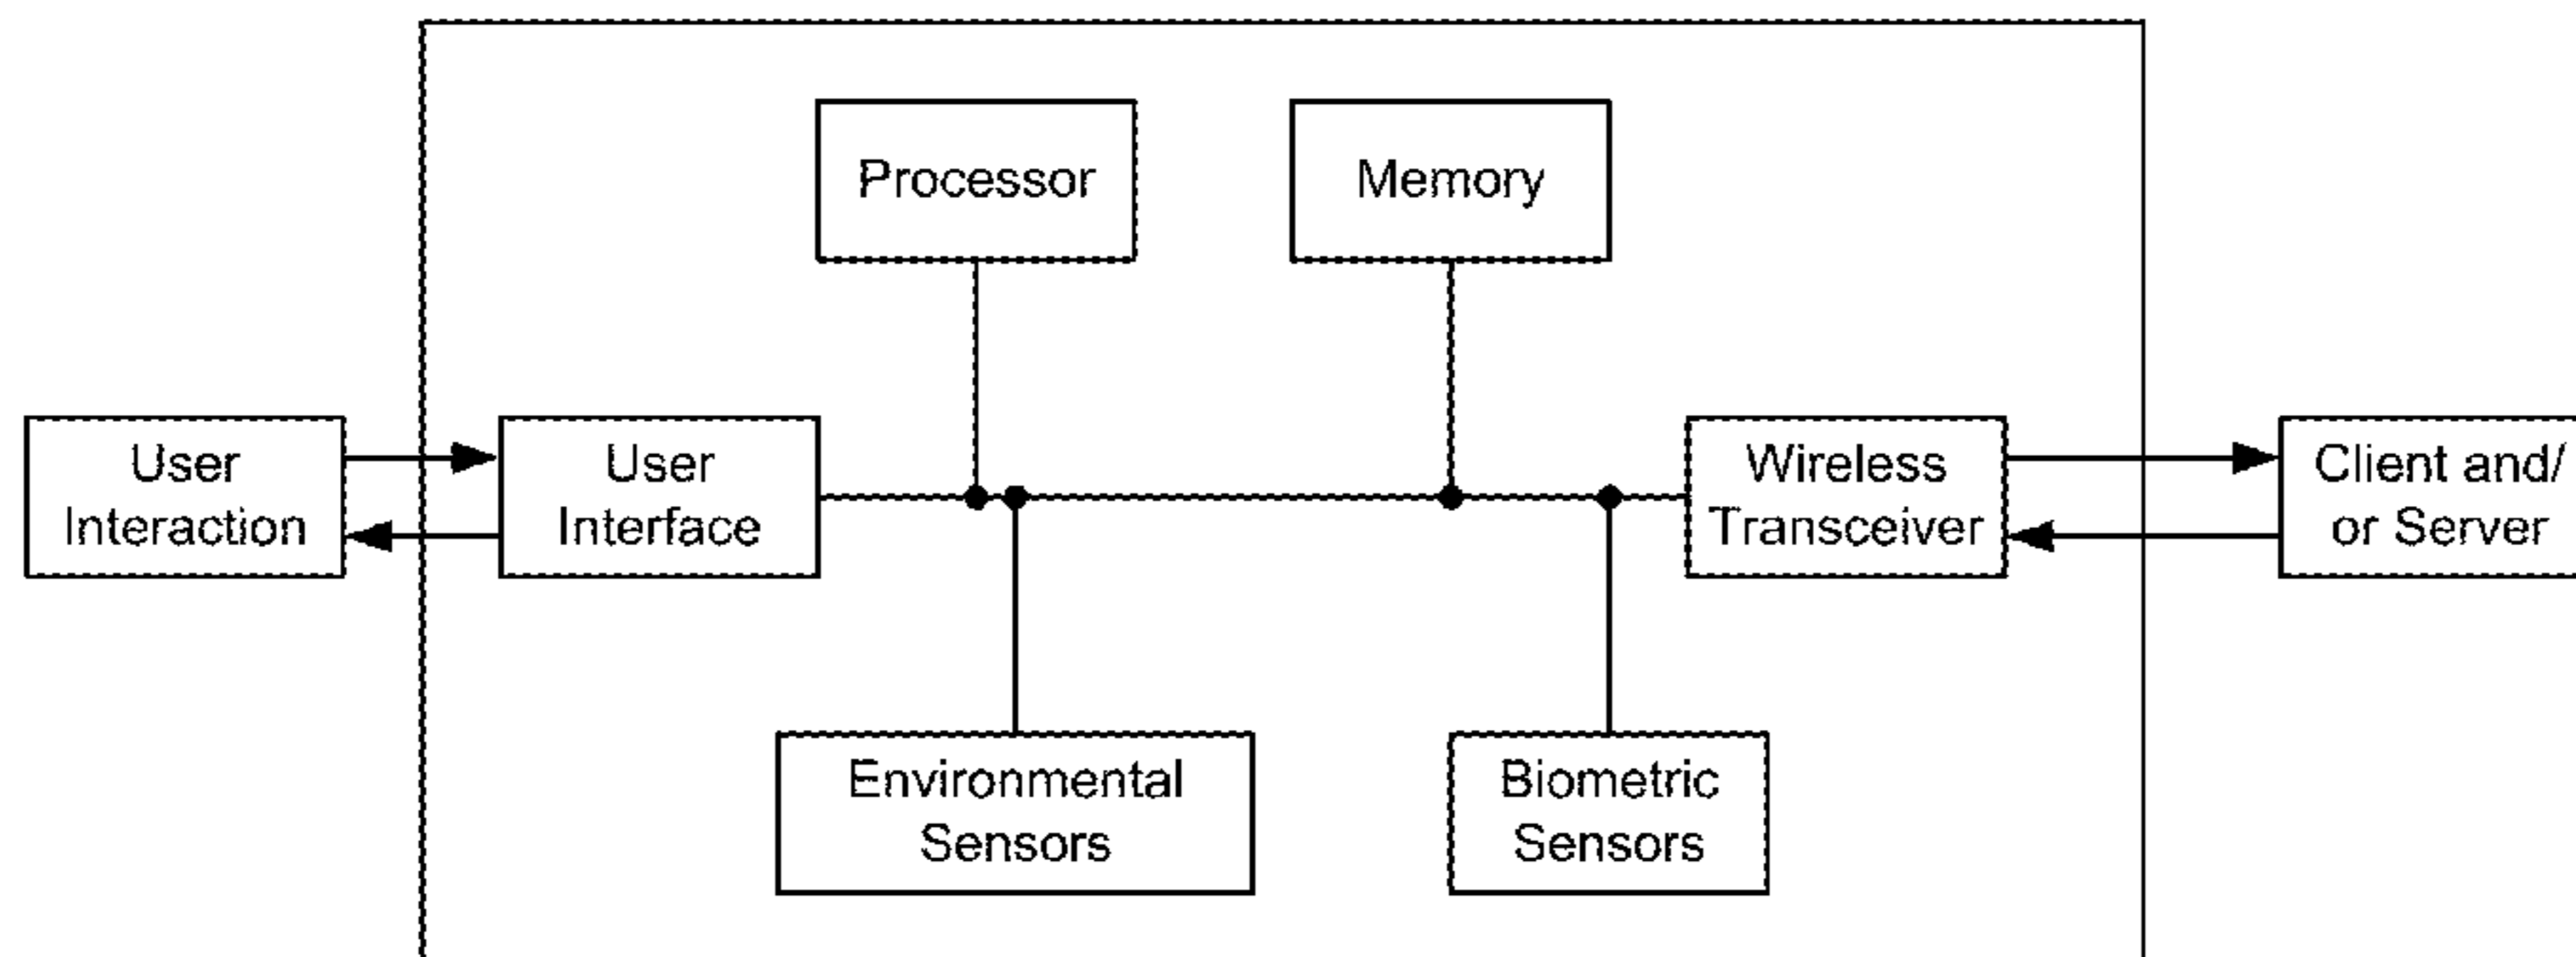 Processor
Memory
User
Interaction
User
Interface
Wireless
Transceiver
Client and/
or Server
Environmental
Sensors
Biometric
Sensors